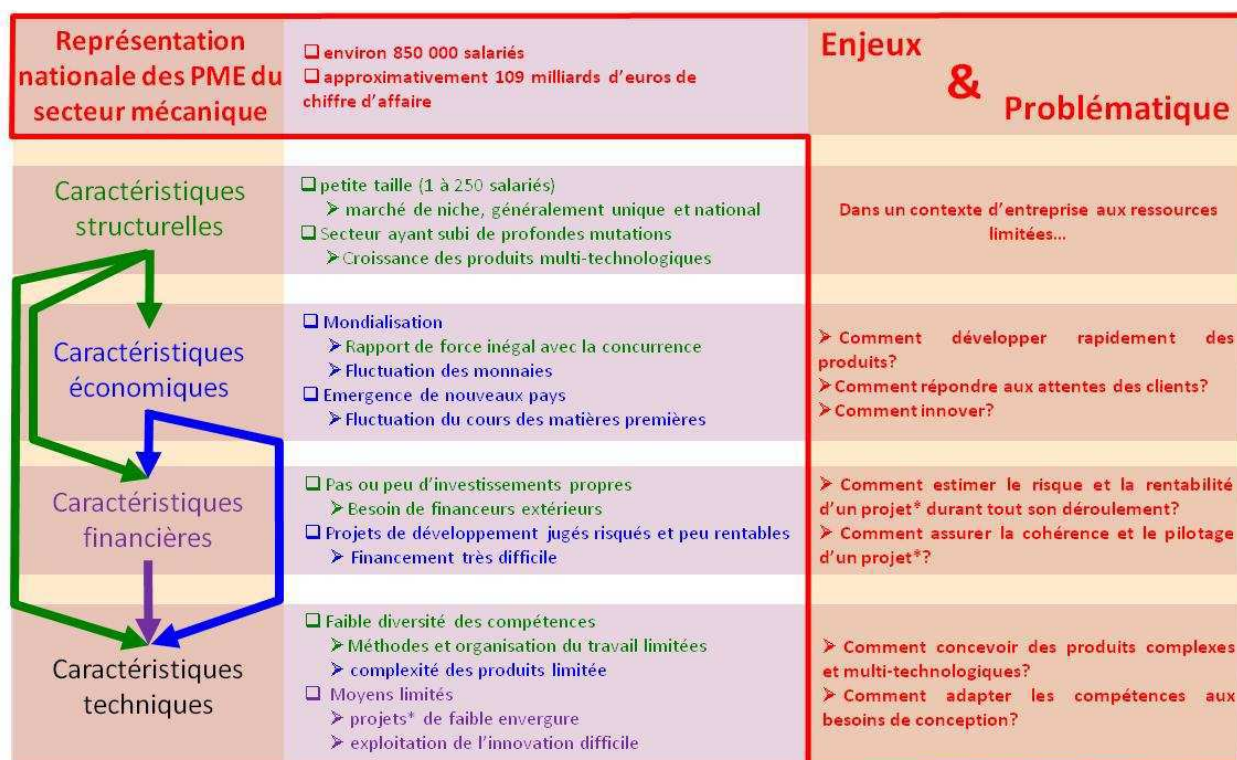 Représentation
nationale des PME du
secteur mécanique
❑ environ 850 000 salariés
❑ approximativement 109 milliards d'euros de
chiffre d'affaire
Enjeux
&
Problématique
Caractéristiques
structurelles
❑ petite taille (1 à 250 salariés)
➢ marché de niche, généralement unique et national
❑ Secteur ayant subi de profondes mutations
➢ Croissance des produits multi-technologiques
Dans un contexte d'entreprise aux ressources
limitées...
Caractéristiques
économiques
❑ Mondialisation
➢ Rapport de force inégal avec la concurrence
➢ Fluctuation des monnaies
❑ Emergence de nouveaux pays
➢ Fluctuation du cours des matières premières
➢ Comment développer rapidement des
produits?
➢ Comment répondre aux attentes des clients?
➢ Comment innover?
Caractéristiques
financières
❑ Pas ou peu d'investissements propres
➢ Besoin de financeurs extérieurs
❑ Projets de développement jugés risqués et peu rentables
➢ Financement très difficile
➢ Comment estimer le risque et la rentabilité
d'un projet* durant tout son déroulement?
➢ Comment assurer la cohérence et le pilotage
d'un projet*?
Caractéristiques
techniques
❑ Faible diversité des compétences
➢ Méthodes et organisation du travail limitées
➢ complexité des produits limitée
❑ Moyens limités
➢ projets* de faible envergure
➢ exploitation de l'innovation difficile
➢ Comment concevoir des produits complexes
et multi-technologiques?
➢ Comment adapter les compétences aux
besoins de conception?